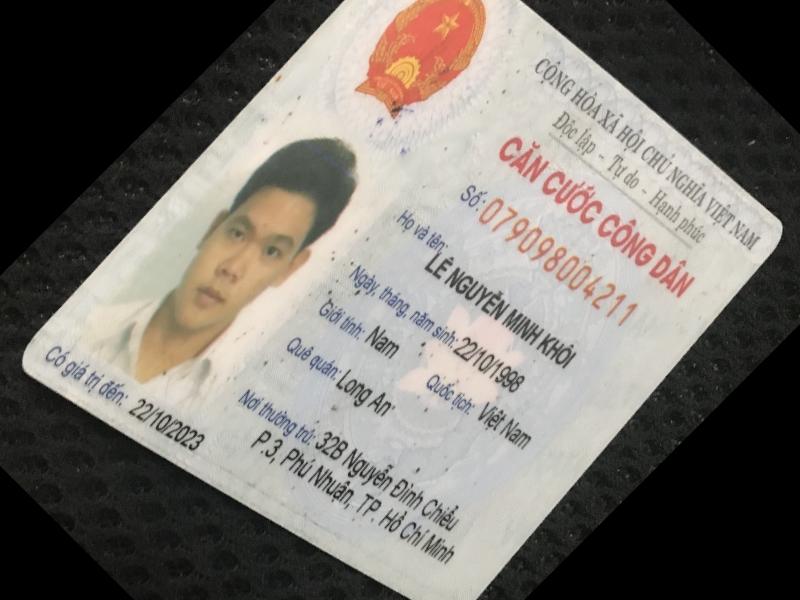 CỘNG HÒA XÃ HỘI CHỦ NGHĨA VIỆT NAM
Độc lập - Tự do - Hạnh phúc
CĂN CƯỚC CÔNG DÂN
Số: 079098004211
Họ và tên:
LÊ NGUYỄN MINH KHÔI
Ngày, tháng, năm sinh: 22/10/1998
Giới tính: Nam Quốc tịch: Việt Nam
Quê quán: Long An
Nơi thường trú: 32B Nguyễn Đình Chiểu
P.3, Phú Nhuận, TP. Hồ Chí Minh
Có giá trị đến: 22/10/2023